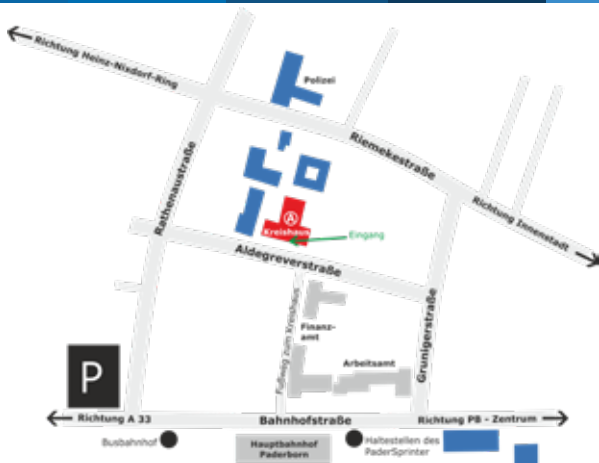 Richtung Heinz-Nixdorf-Ring
Polizei
Riemekestraße
Rathenaustraße
Richtung Innenstadt
A
Kreishaus
Eingang
Aldegreverstraße
Fußweg zum Kreishaus
Finanz-
amt
Grunigerstraße
Arbeitsamt
P
Richtung A 33
Bahnhofstraße
Richtung PB - Zentrum
Busbahnhof
Hauptbahnhof
Paderborn
Haltestellen des
PaderSprinter